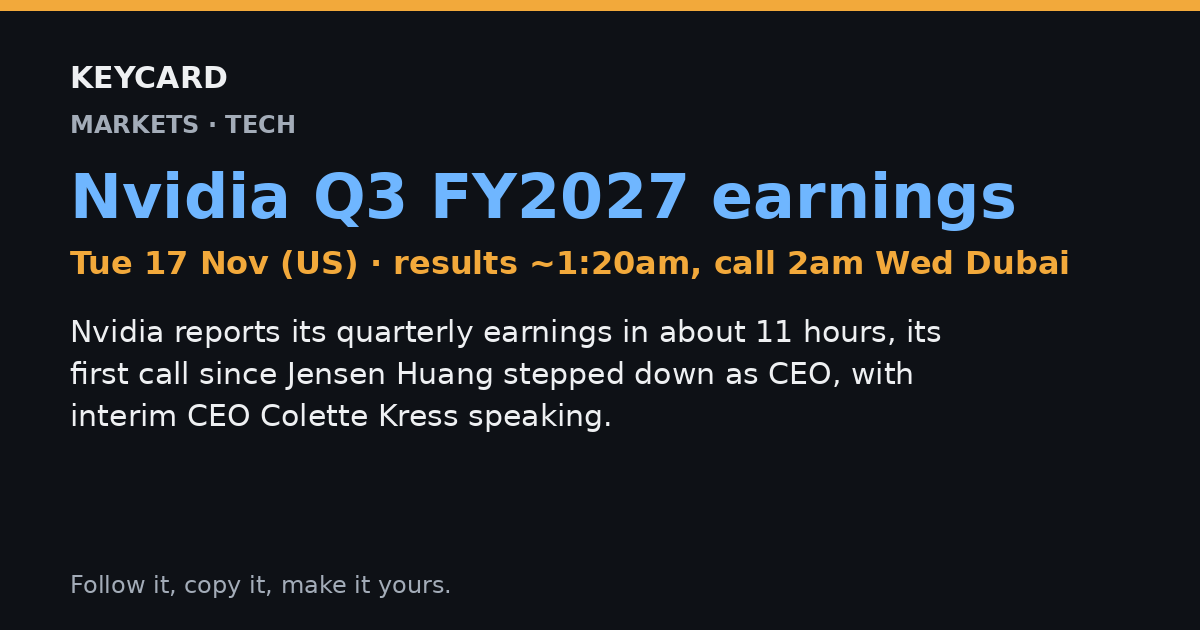 KEYCARD
MARKETS · TECH
Nvidia Q3 FY2027 earnings
Tue 17 Nov (US) · results ~1:20am, call 2am Wed Dubai
Nvidia reports its quarterly earnings in about 11 hours, its
first call since Jensen Huang stepped down as CEO, with
interim CEO Colette Kress speaking.
Follow it, copy it, make it yours.